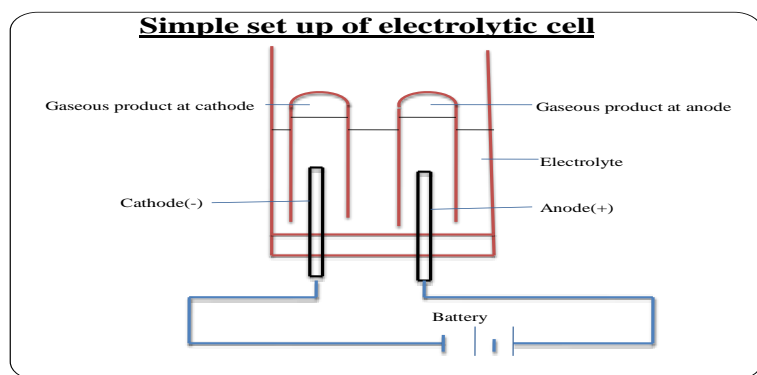 Simple set up of electrolytic cell
Gaseous product at cathode
Gaseous product at anode
Electrolyte
Cathode(-)
Anode(+)
Battery